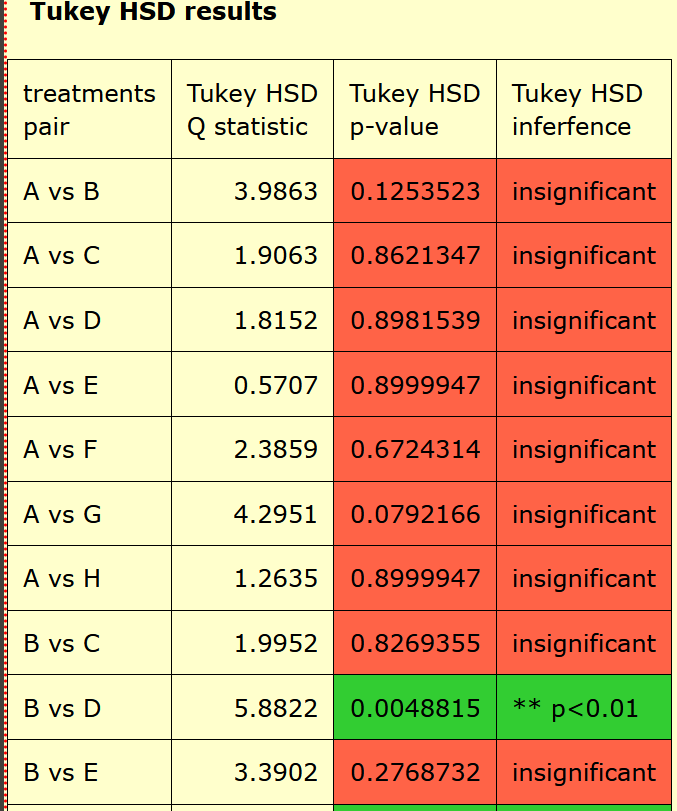 Tukey HSD results
treatments pair Tukey HSD Q statistic Tukey HSD p-value Tukey HSD inferfence
A vs B 3.9863 0.1253523 insignificant
A vs C 1.9063 0.8621347 insignificant
A vs D 1.8152 0.8981539 insignificant
A vs E 0.5707 0.8999947 insignificant
A vs F 2.3859 0.6724314 insignificant
A vs G 4.2951 0.0792166 insignificant
A vs H 1.2635 0.8999947 insignificant
B vs C 1.9952 0.8269355 insignificant
B vs D 5.8822 0.0048815 ** p<0.01
B vs E 3.3902 0.2768732 insignificant